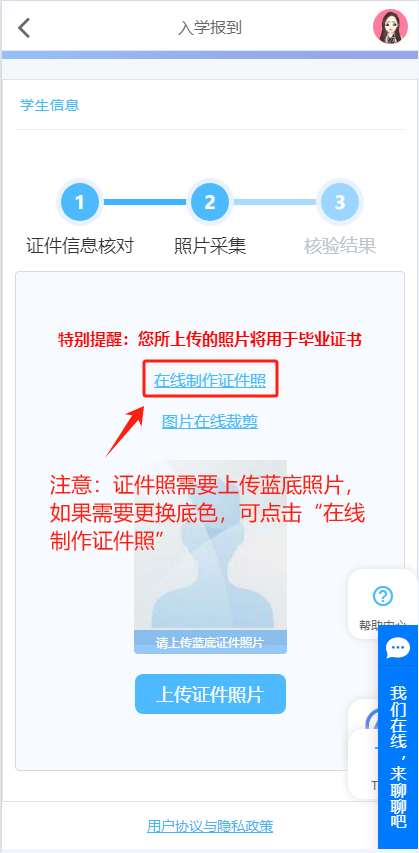 入学报到
学生信息
1
2
3
证件信息核对
照片采集
核验结果
特别提醒：您所上传的照片将用于毕业证书
在线制作证件照
图片在线裁剪
注意：证件照需要上传蓝底照片，
如果需要更换底色，可点击“在线
制作证件照”
请上传蓝底证件照片
帮助中心
上传证件照片
我们在线，来聊聊吧
用户协议与隐私政策